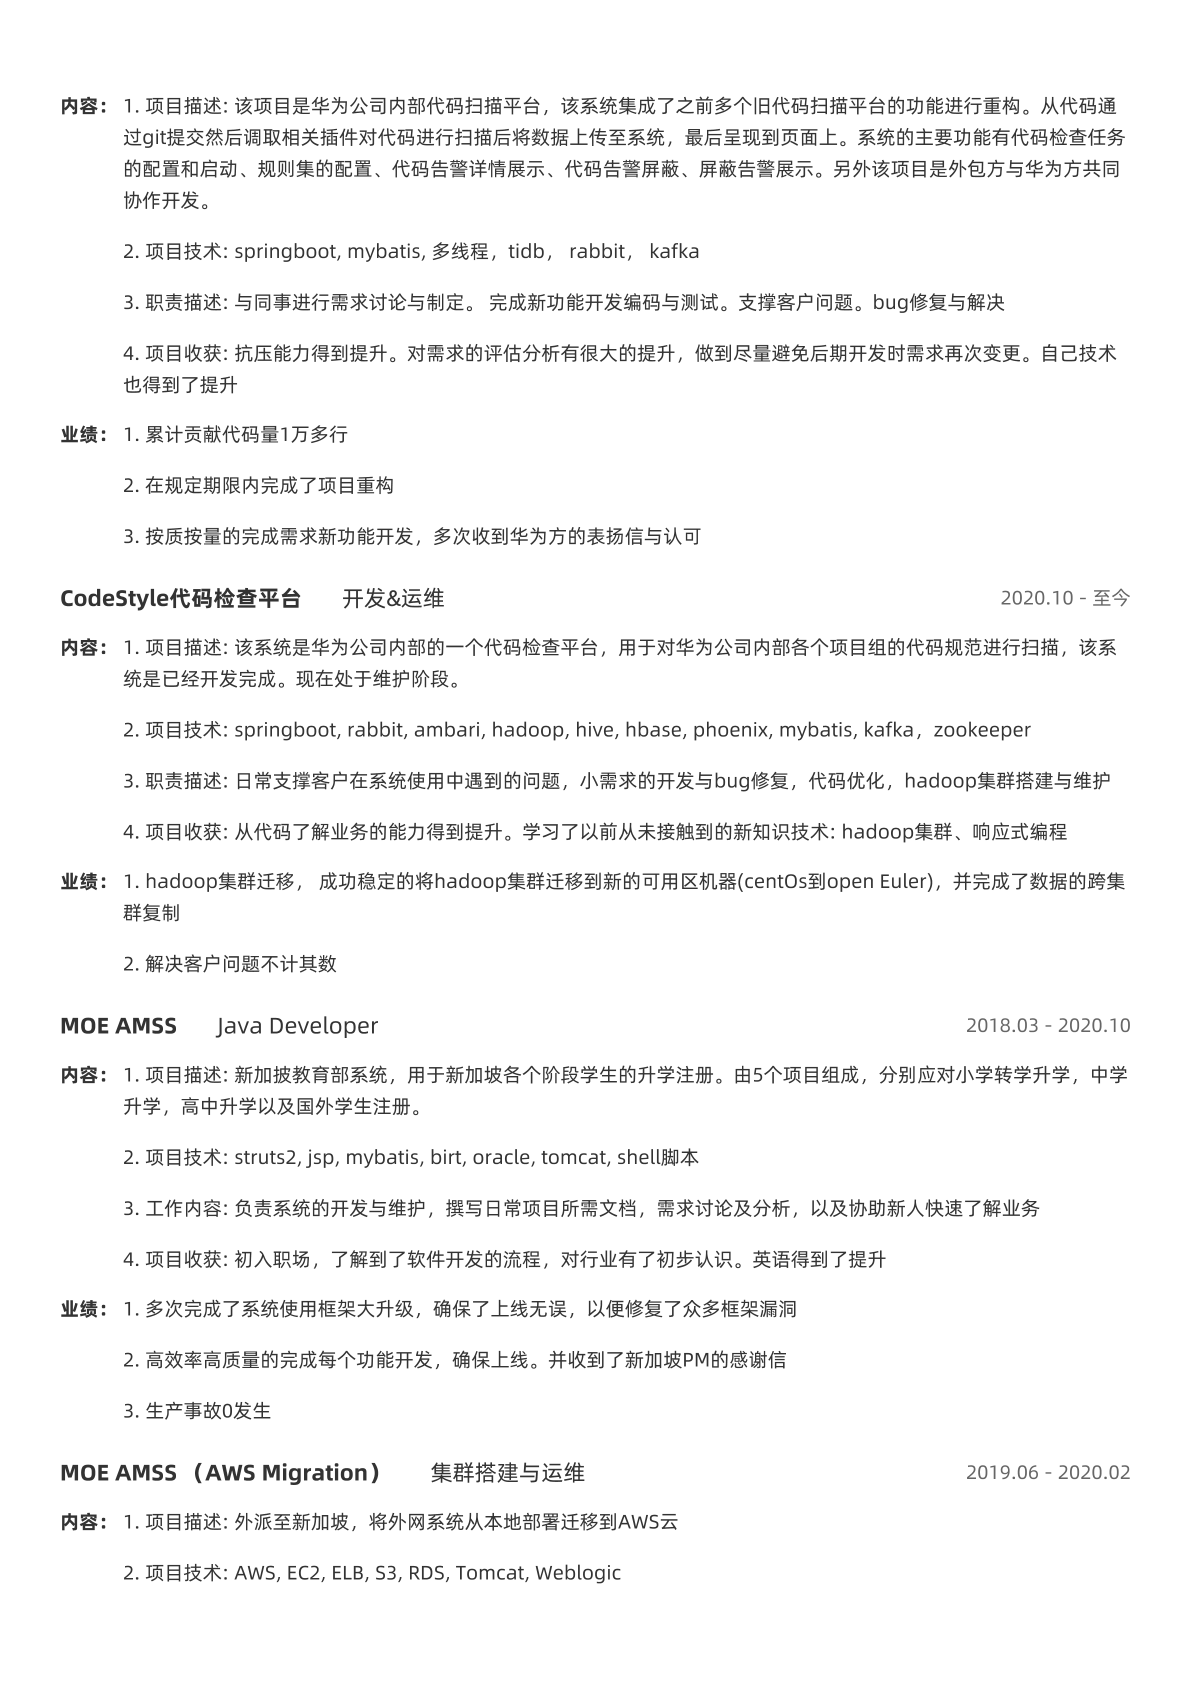 内容： 1. 项目描述: 该项目是华为公司内部代码扫描平台，该系统集成了之前多个旧代码扫描平台的功能进行重构。从代码通
过git提交然后调取相关插件对代码进行扫描后将数据上传至系统，最后呈现到页面上。系统的主要功能有代码检查任务
的配置和启动、规则集的配置、代码告警详情展示、代码告警屏蔽、屏蔽告警展示。另外该项目是外包方与华为方共同
协作开发。
2. 项目技术: springboot, mybatis, 多线程，tidb， rabbit， kafka
3. 职责描述: 与同事进行需求讨论与制定。 完成新功能开发编码与测试。支撑客户问题。bug修复与解决
4. 项目收获: 抗压能力得到提升。对需求的评估分析有很大的提升，做到尽量避免后期开发时需求再次变更。自己技术
也得到了提升
业绩： 1. 累计贡献代码量1万多行
2. 在规定期限内完成了项目重构
3. 按质按量的完成需求新功能开发，多次收到华为方的表扬信与认可
CodeStyle代码检查平台 开发&运维 2020.10 - 至今
内容： 1. 项目描述: 该系统是华为公司内部的一个代码检查平台，用于对华为公司内部各个项目组的代码规范进行扫描，该系
统是已经开发完成。现在处于维护阶段。
2. 项目技术: springboot, rabbit, ambari, hadoop, hive, hbase, phoenix, mybatis, kafka，zookeeper
3. 职责描述: 日常支撑客户在系统使用中遇到的问题，小需求的开发与bug修复，代码优化，hadoop集群搭建与维护
4. 项目收获: 从代码了解业务的能力得到提升。学习了以前从未接触到的新知识技术: hadoop集群、响应式编程
业绩： 1. hadoop集群迁移， 成功稳定的将hadoop集群迁移到新的可用区机器(centOs到open Euler)，并完成了数据的跨集
群复制
2. 解决客户问题不计其数
MOE AMSS Java Developer 2018.03 - 2020.10
内容： 1. 项目描述: 新加披教育部系统，用于新加坡各个阶段学生的升学注册。由5个项目组成，分别应对小学转学升学，中学
升学，高中升学以及国外学生注册。
2. 项目技术: struts2, jsp, mybatis, birt, oracle, tomcat, shell脚本
3. 工作内容: 负责系统的开发与维护，撰写日常项目所需文档，需求讨论及分析，以及协助新人快速了解业务
4. 项目收获: 初入职场，了解到了软件开发的流程，对行业有了初步认识。英语得到了提升
业绩： 1. 多次完成了系统使用框架大升级，确保了上线无误，以便修复了众多框架漏洞
2. 高效率高质量的完成每个功能开发，确保上线。并收到了新加坡PM的感谢信
3. 生产事故0发生
MOE AMSS（AWS Migration） 集群搭建与运维 2019.06 - 2020.02
内容： 1. 项目描述: 外派至新加坡，将外网系统从本地部署迁移到AWS云
2. 项目技术: AWS, EC2, ELB, S3, RDS, Tomcat, Weblogic